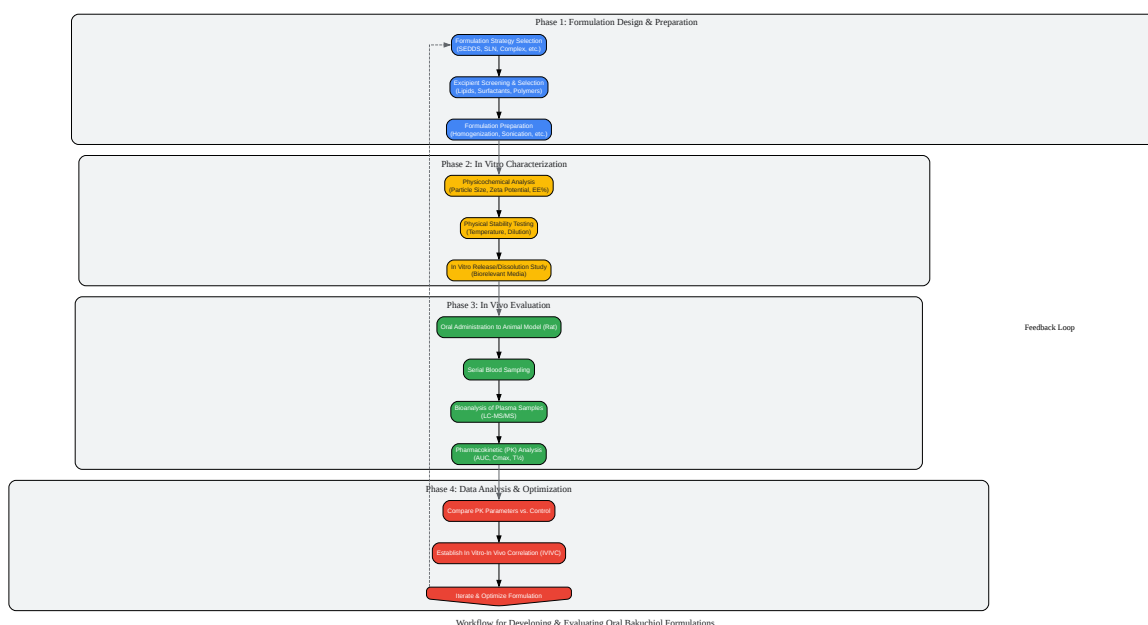 Phase 1: Formulation Design & Preparation
Formulation Strategy Selection
(SEDDS, SLN, Complex, etc.)
Excipient Screening & Selection
(Lipids, Surfactants, Polymers)
Formulation Preparation
(Homogenization, Sonication, etc.)
Phase 2: In Vitro Characterization
Physicochemical Analysis
(Particle Size, Zeta Potential, EE%)
Physical Stability Testing
(Temperature, Dilution)
In Vitro Release/Dissolution Study
(Biorelevant Media)
Phase 3: In Vivo Evaluation
Oral Administration to Animal Model (Rat)
Feedback Loop
Serial Blood Sampling
Bioanalysis of Plasma Samples
(LC-MS/MS)
Pharmacokinetic (PK) Analysis
(AUC, Cmax, T½)
Phase 4: Data Analysis & Optimization
Compare PK Parameters vs. Control
Establish In Vitro-In Vivo Correlation (IVIVC)
Iterate & Optimize Formulation
Workflow for Developing & Evaluating Oral Bakuchiol Formulations